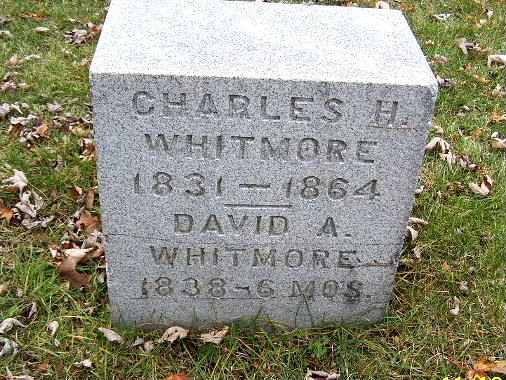 CHARLES H.
WHITMORE
1831 — 1864
DAVID A.
WHITMORE
1838 - 6 MOS.